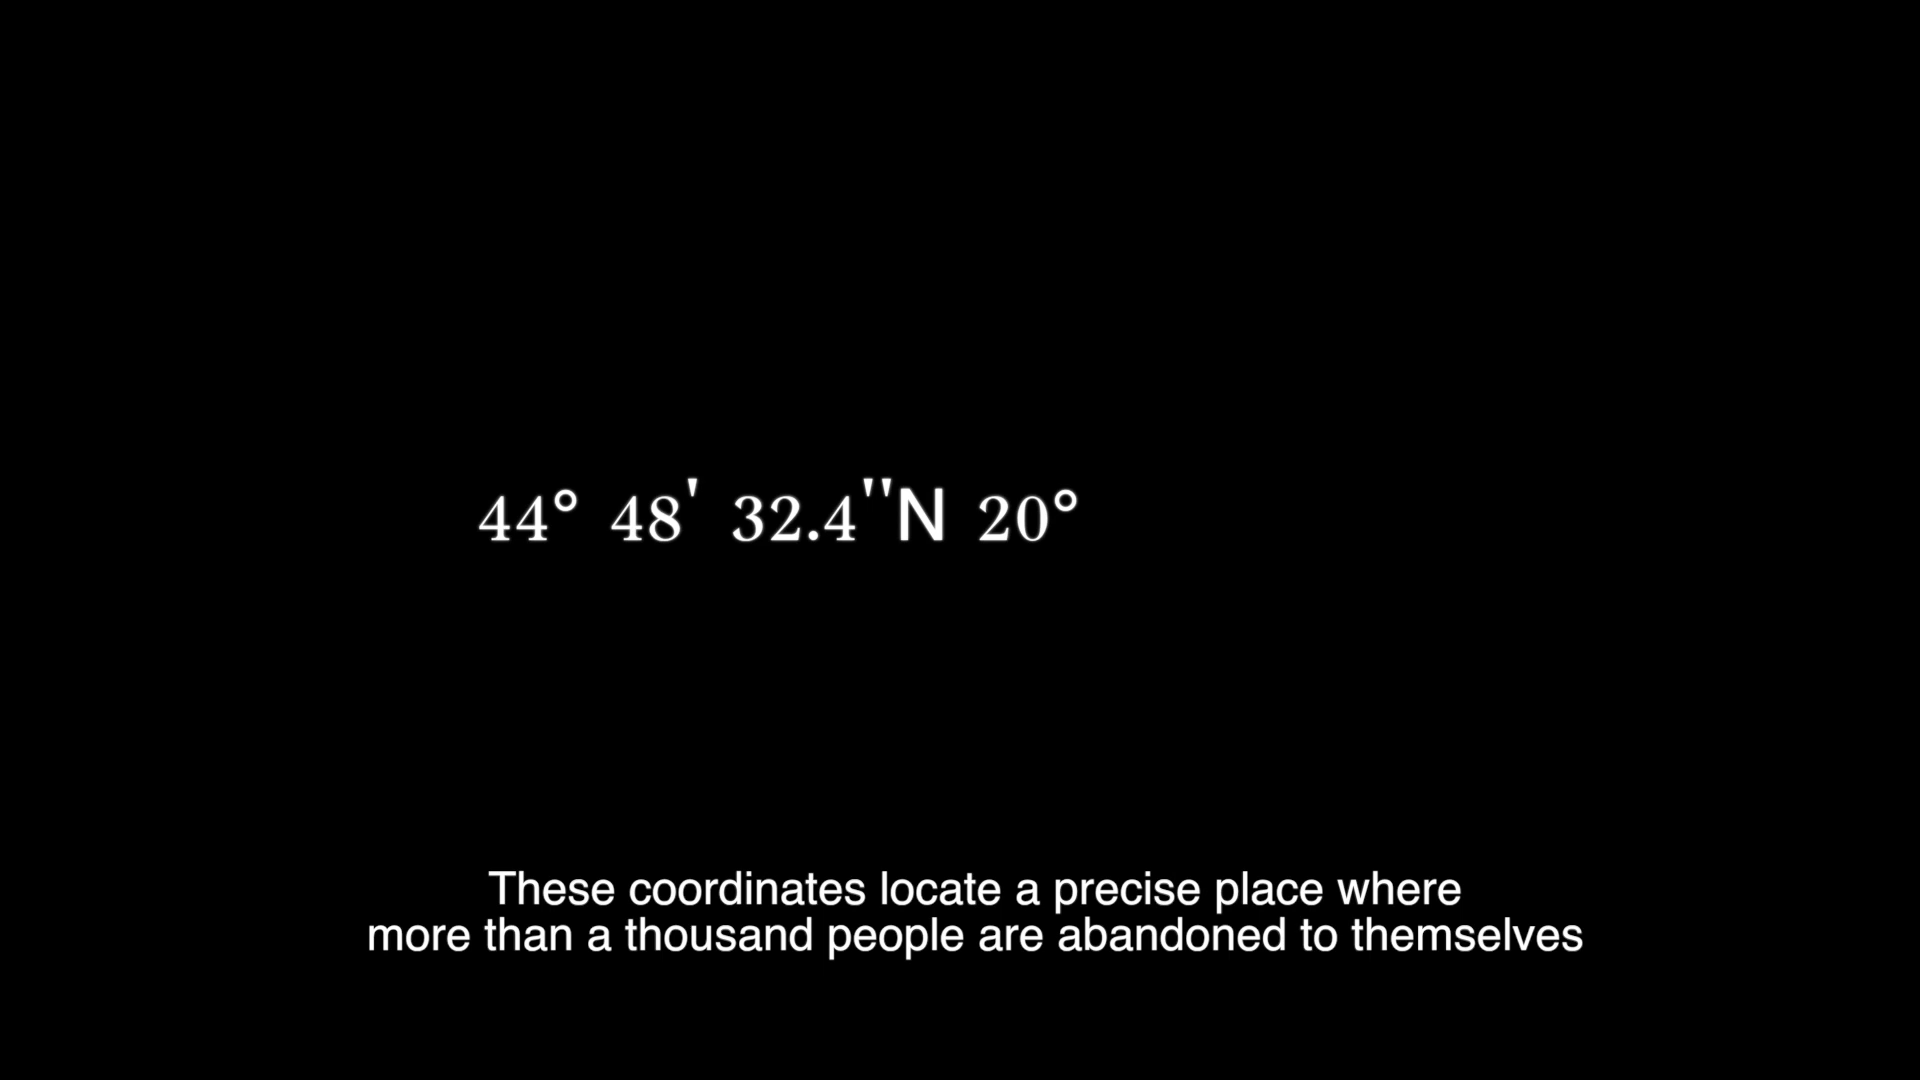 44° 48' 32.4''N 20°
These coordinates locate a precise place where
more than a thousand people are abandoned to themselves